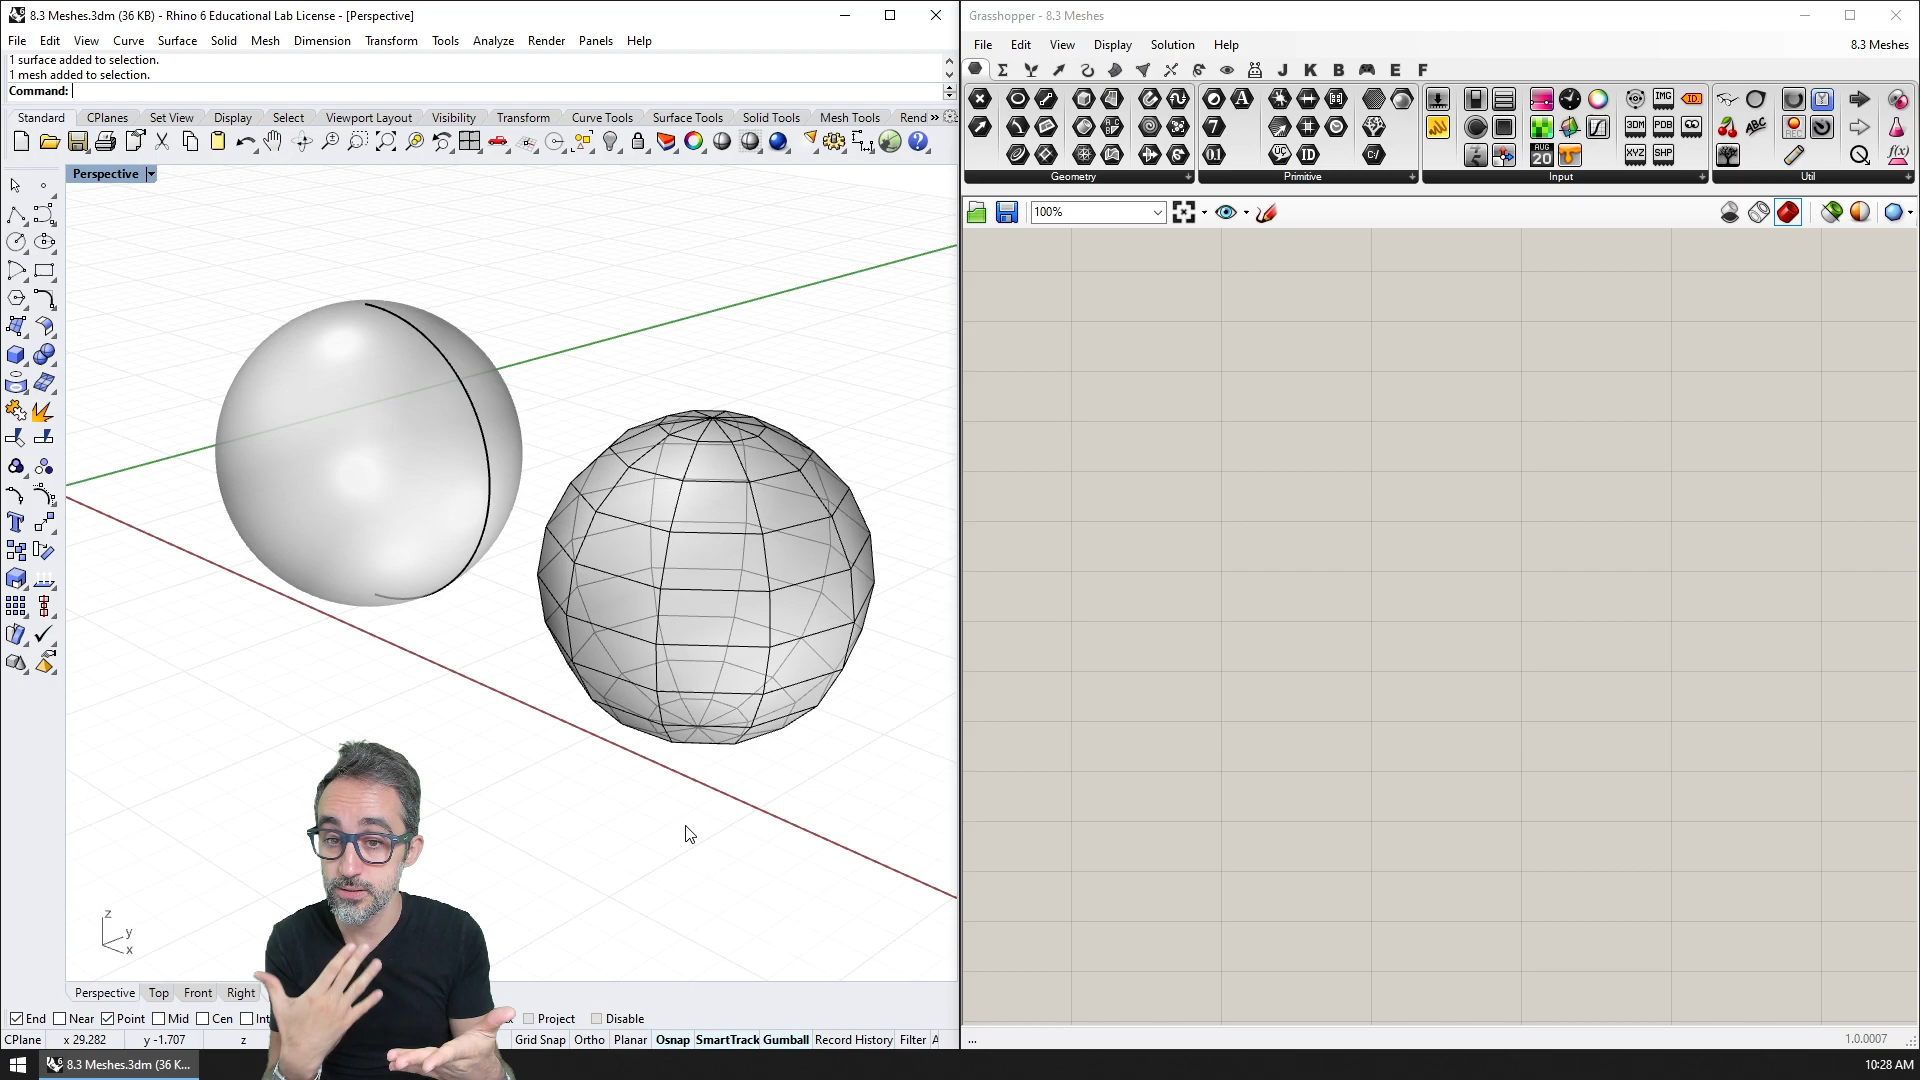 8.3 Meshes.3dm (36 KB) - Rhino 6 Educational Lab License - [Perspective]
File Edit View Curve Surface Solid Mesh Dimension Transform Tools Analyze Render Panels Help
1 surface added to selection.
1 mesh added to selection.
Command:
Standard CPlanes Set View Display Select Viewport Layout Visibility Transform Curve Tools Surface Tools Solid Tools Mesh Tools Rend »
Perspective
z
y
x
Perspective Top Front Right
End Near Point Mid Cen Int Project Disable
CPlane x 29.282 y -1.707 z Grid Snap Ortho Planar Osnap SmartTrack Gumball Record History Filter A
8.3 Meshes.3dm (36 K...
Grasshopper - 8.3 Meshes
File Edit View Display Solution Help 8.3 Meshes
J K B E F
Geometry Primitive Input Util
100%
...
1.0.0007
10:28 AM